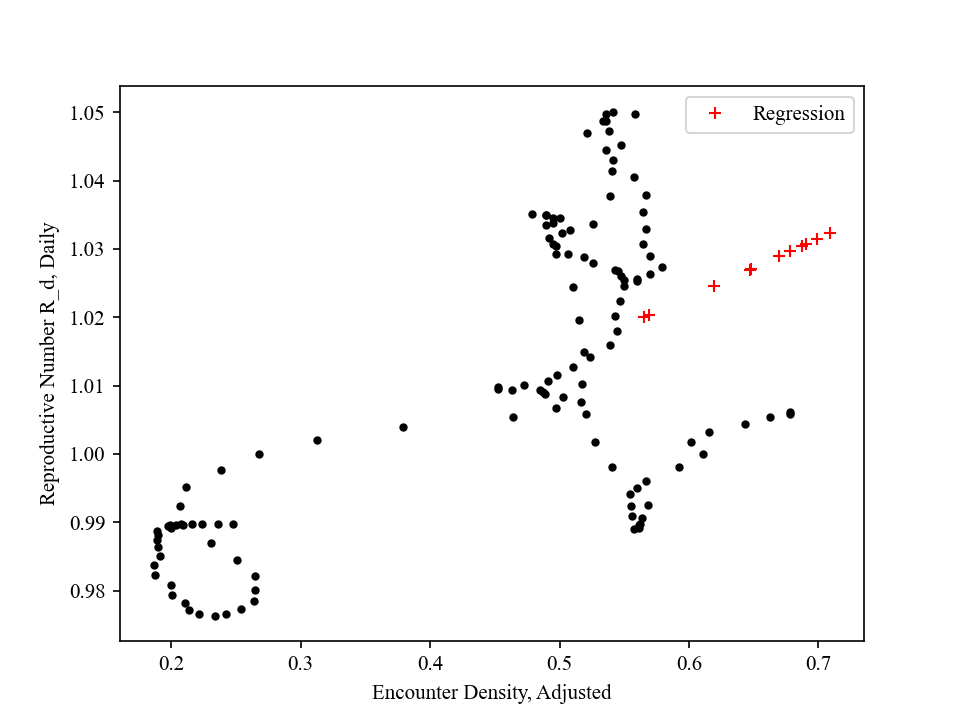 Regression
1.05
1.04
1.03
1.02
1.01
1.00
0.99
0.98
Reproductive Number R_d, Daily
0.2 0.3 0.4 0.5 0.6 0.7
Encounter Density, Adjusted